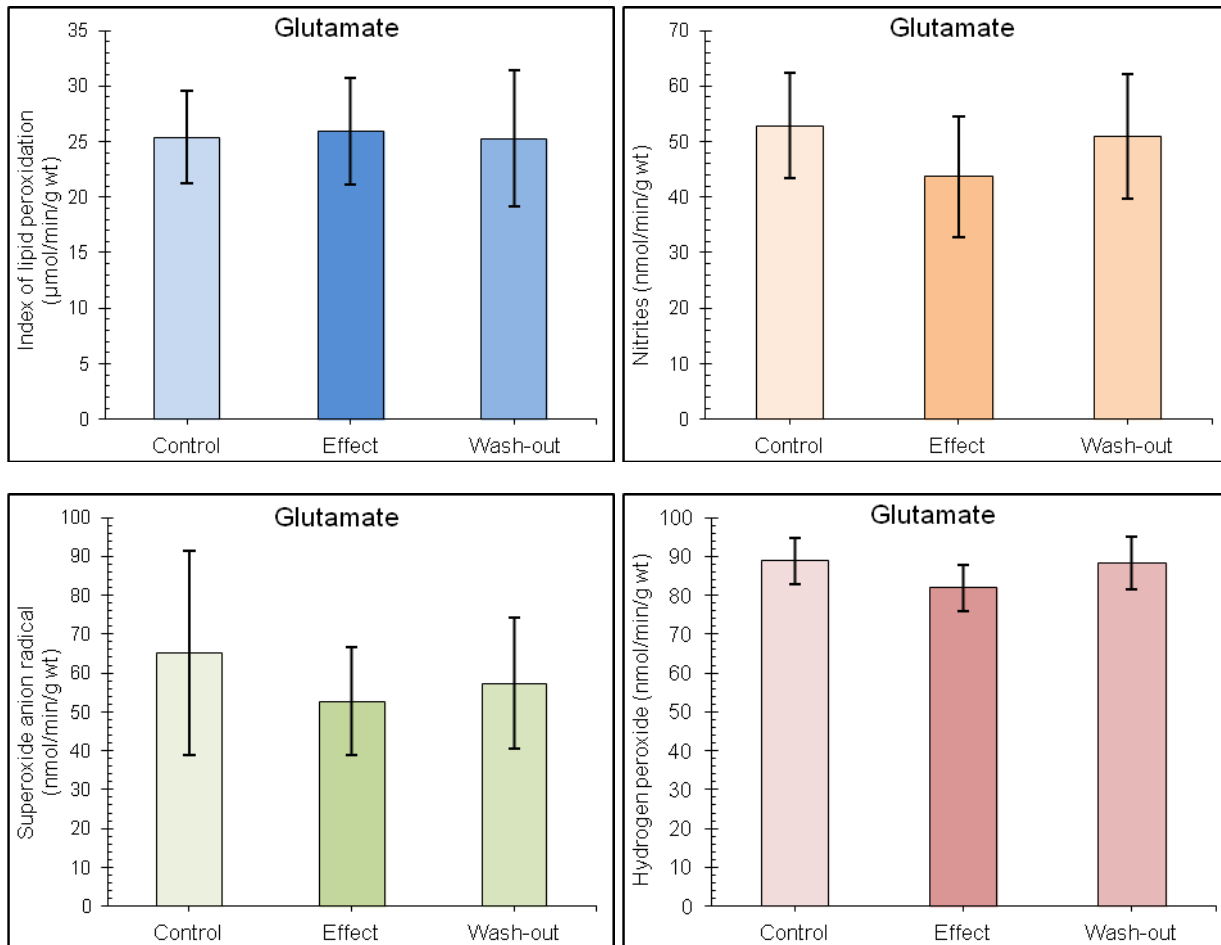 Glutamate
Index of lipid peroxidation
(μmol/min/g wt)
35
30
25
20
15
10
5
0
Control Effect Wash-out
Glutamate
Nitrites (nmol/min/g wt)
70
60
50
40
30
20
10
0
Control Effect Wash-out
Glutamate
Superoxide anion radical
(nmol/min/g wt)
100
90
80
70
60
50
40
30
20
10
0
Control Effect Wash-out
Glutamate
Hydrogen peroxide (nmol/min/g wt)
100
90
80
70
60
50
40
30
20
10
0
Control Effect Wash-out